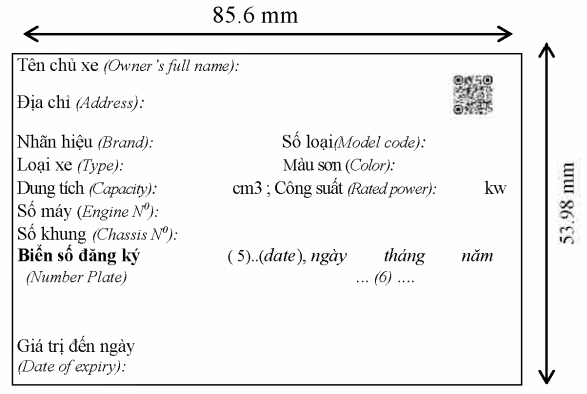 85.6 mm
Tên chủ xe (Owner's full name):
Địa chỉ (Address):
Nhãn hiệu (Brand): Số loại(Model code):
Loại xe (Type): Màu sơn (Color):
Dung tích (Capacity): cm3 ; Công suất (Rated power): kw
Số máy (Engine Nº):
Số khung (Chassis Nº):
Biển số đăng ký ( 5)..(date), ngày tháng năm
(Number Plate) ... (6) ....
Giá trị đến ngày
(Date of expiry):
53.98 mm